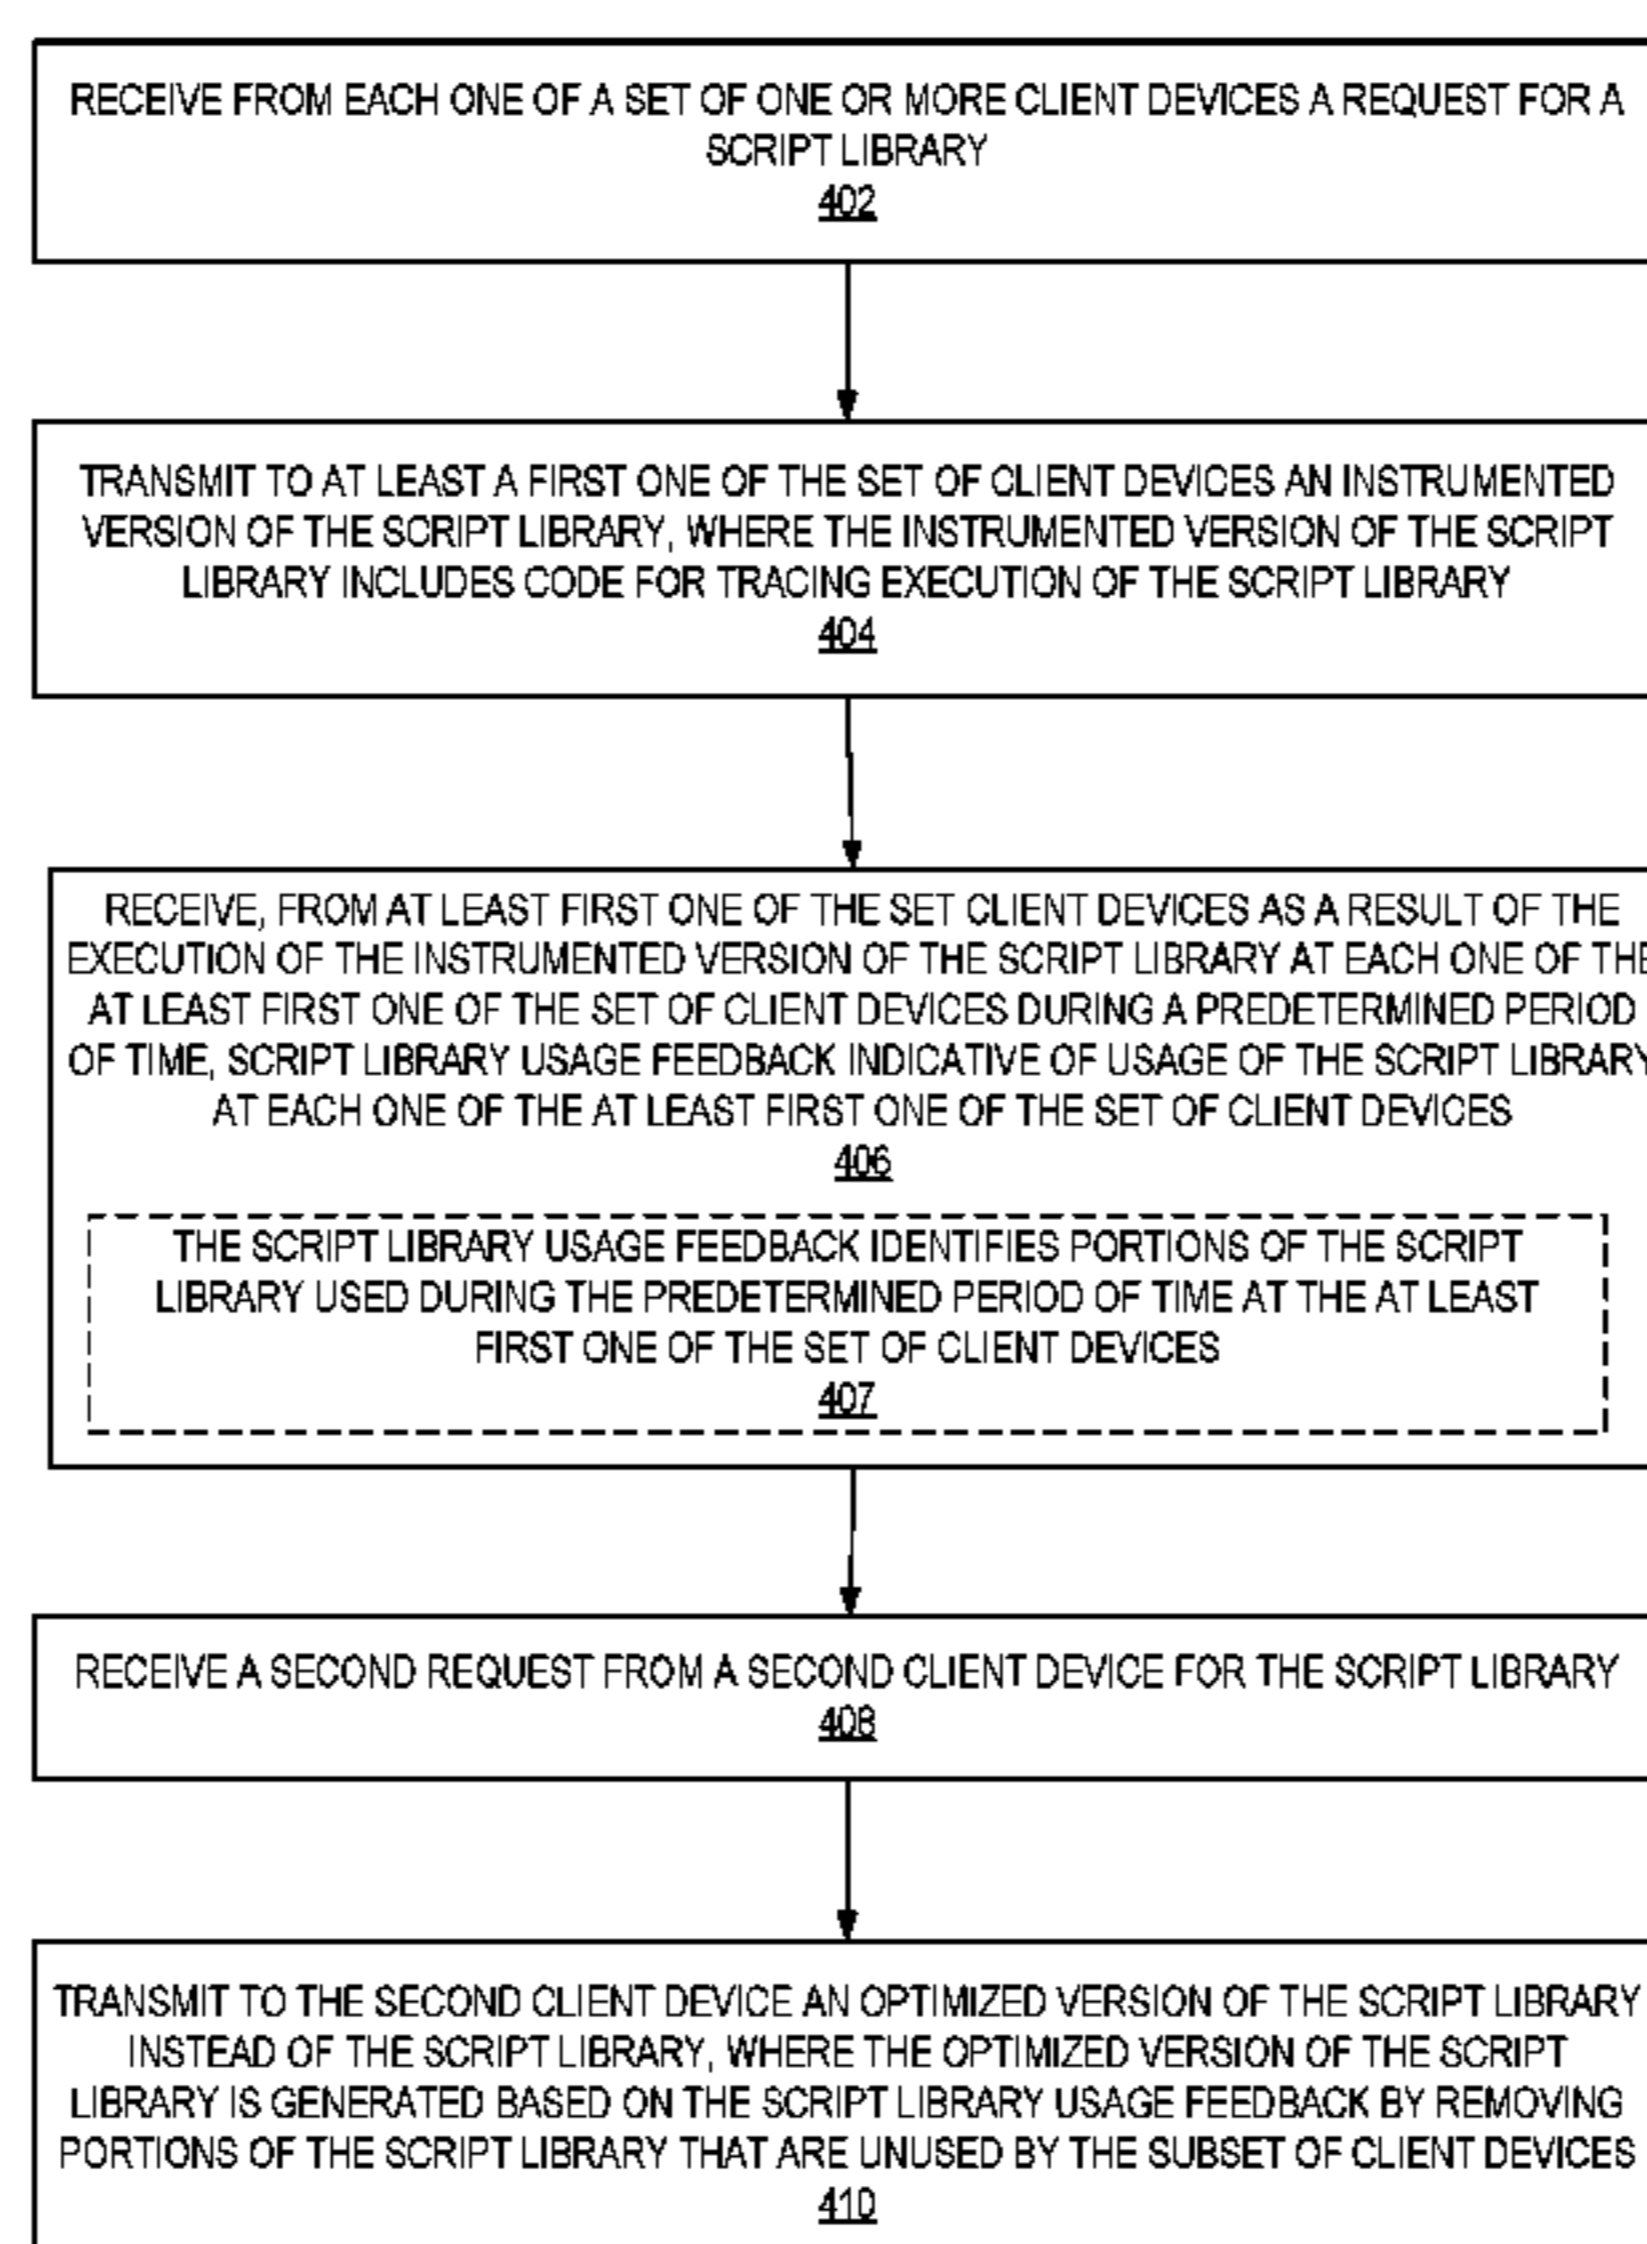 RECEIVE FROM EACH ONE OF A SET OF ONE OR MORE CLIENT DEVICES A REQUEST FOR A
SCRIPT LIBRARY
402
TRANSMIT TO AT LEAST A FIRST ONE OF THE SET OF CLIENT DEVICES AN INSTRUMENTED
VERSION OF THE SCRIPT LIBRARY, WHERE THE INSTRUMENTED VERSION OF THE SCRIPT
LIBRARY INCLUDES CODE FOR TRACING EXECUTION OF THE SCRIPT LIBRARY
404
RECEIVE, FROM AT LEAST FIRST ONE OF THE SET CLIENT DEVICES AS A RESULT OF THE
EXECUTION OF THE INSTRUMENTED VERSION OF THE SCRIPT LIBRARY AT EACH ONE OF THE
AT LEAST FIRST ONE OF THE SET OF CLIENT DEVICES DURING A PREDETERMINED PERIOD
OF TIME, SCRIPT LIBRARY USAGE FEEDBACK INDICATIVE OF USAGE OF THE SCRIPT LIBRARY
AT EACH ONE OF THE AT LEAST FIRST ONE OF THE SET OF CLIENT DEVICES
406
THE SCRIPT LIBRARY USAGE FEEDBACK IDENTIFIES PORTIONS OF THE SCRIPT
LIBRARY USED DURING THE PREDETERMINED PERIOD OF TIME AT THE AT LEAST
FIRST ONE OF THE SET OF CLIENT DEVICES
407
RECEIVE A SECOND REQUEST FROM A SECOND CLIENT DEVICE FOR THE SCRIPT LIBRARY
408
TRANSMIT TO THE SECOND CLIENT DEVICE AN OPTIMIZED VERSION OF THE SCRIPT LIBRARY
INSTEAD OF THE SCRIPT LIBRARY, WHERE THE OPTIMIZED VERSION OF THE SCRIPT
LIBRARY IS GENERATED BASED ON THE SCRIPT LIBRARY USAGE FEEDBACK BY REMOVING
PORTIONS OF THE SCRIPT LIBRARY THAT ARE UNUSED BY THE SUBSET OF CLIENT DEVICES
410